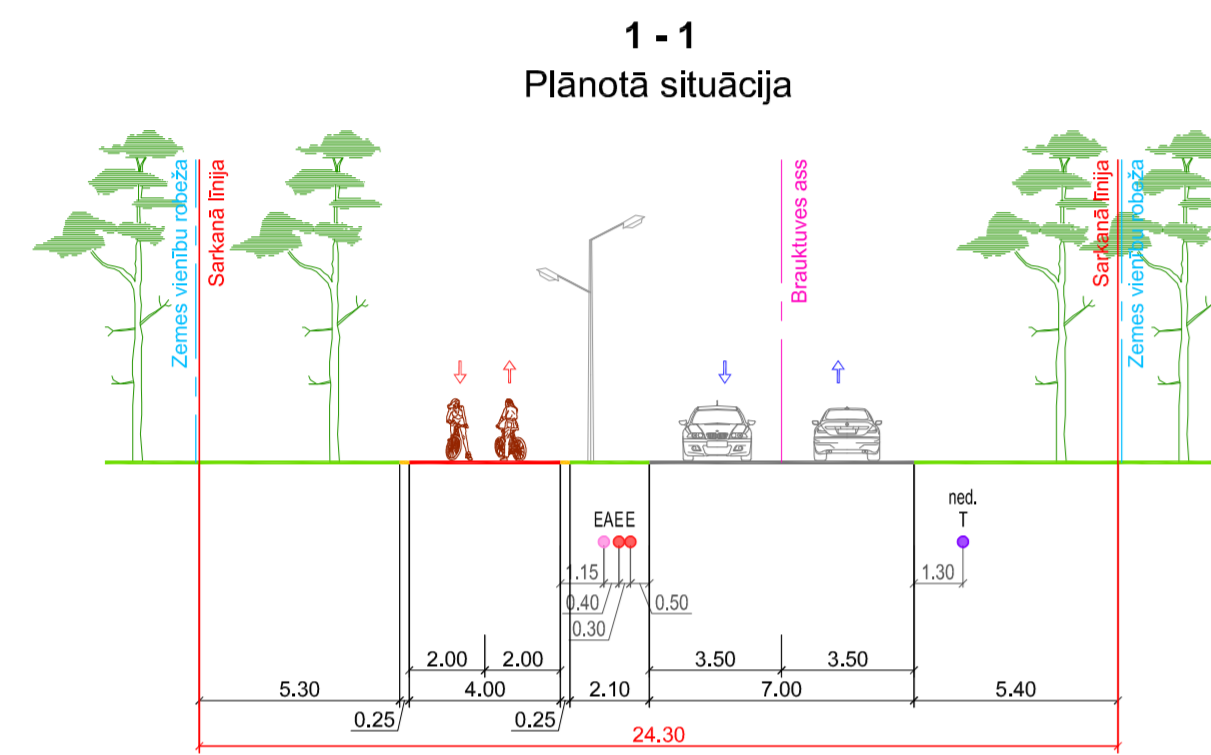 1 - 1
Plānotā situācija
Zemes vienību robeža
Sarkanā līnija
Brauktuves ass
Sarkanā līnija
Zemes vienību robeža
EAEE
ned.
T
1.15
0.40
0.30
0.50
1.30
2.00 2.00 3.50 3.50
5.30 4.00 2.10 7.00 5.40
0.25 0.25
24.30